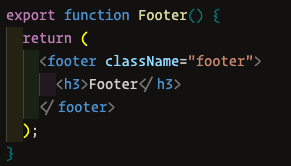 export function Footer() {
  return (
    <footer className="footer">
      <h3>Footer</h3>
    </footer>
  );
}